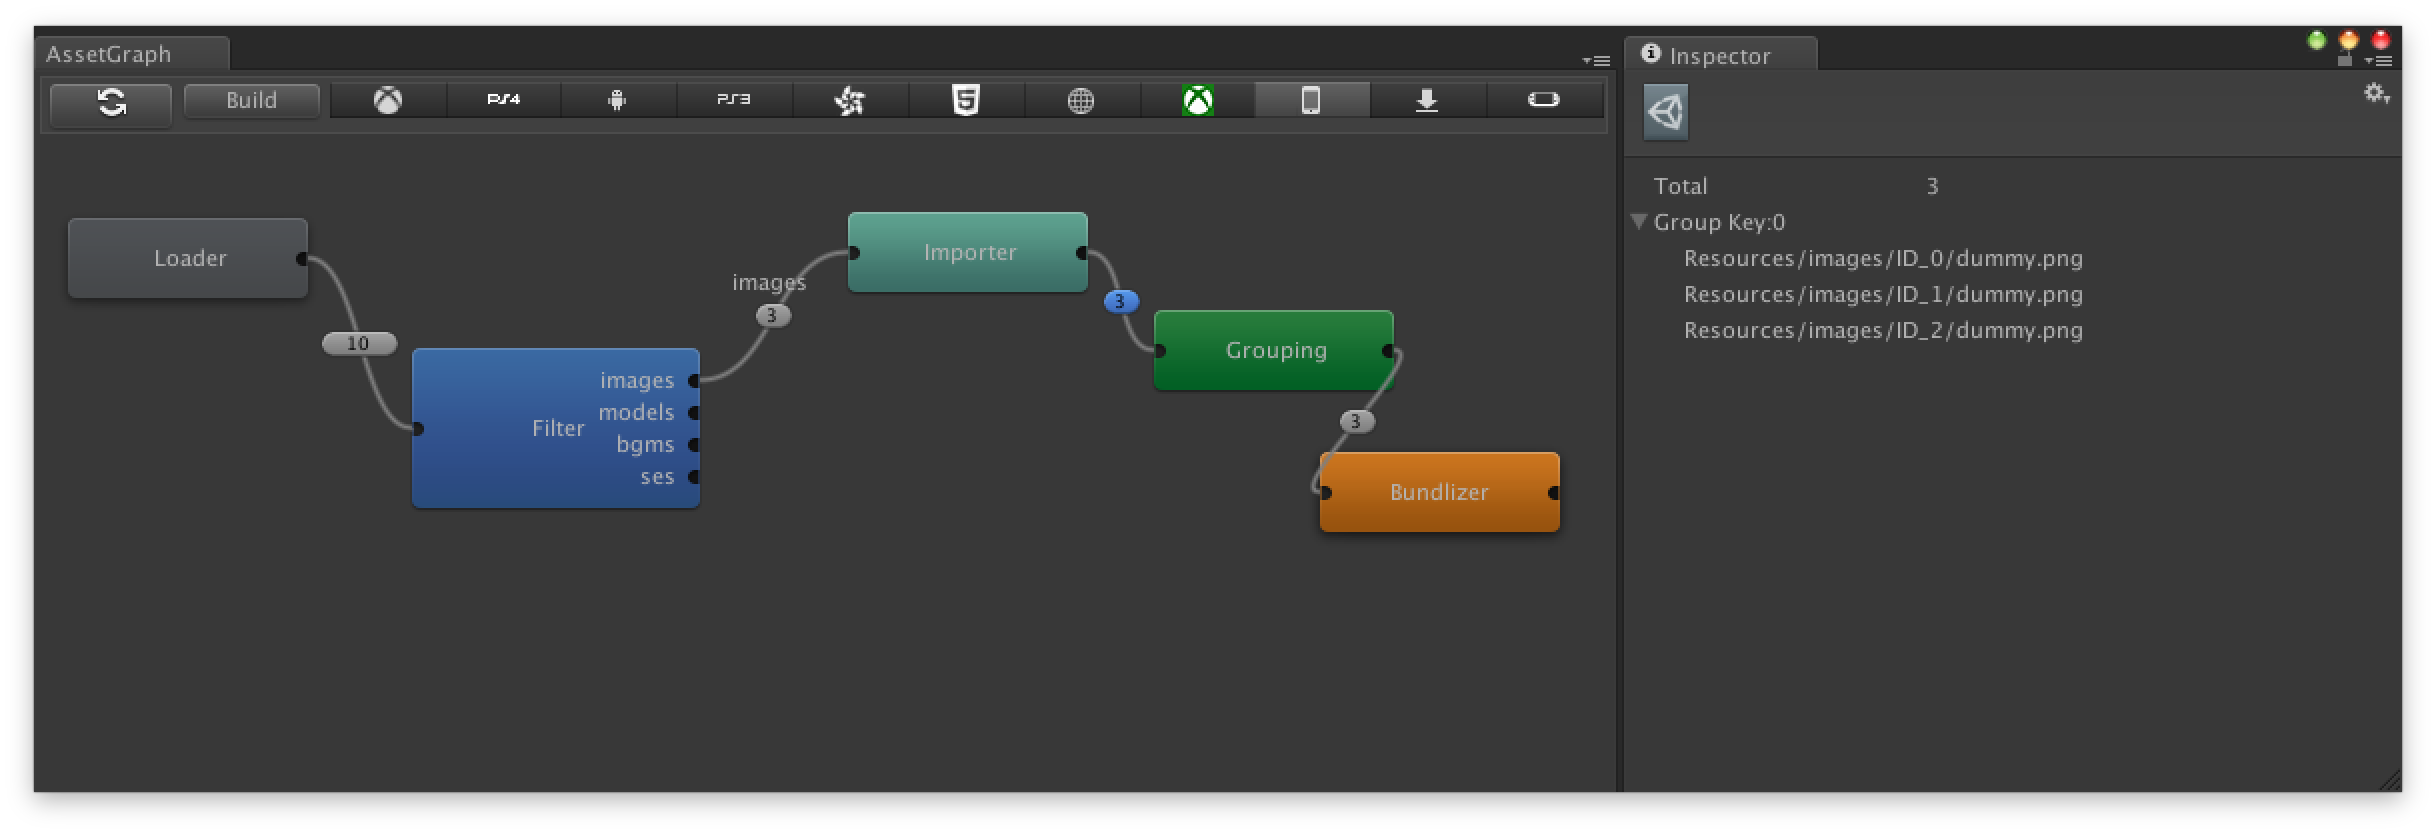 AssetGraph
Build
PS4
PS3
5
Loader
10
Filter
images
models
bgms
ses
images
3
Importer
3
Grouping
3
Bundlizer
Inspector
Total 3
Group Key:0
Resources/images/ID_0/dummy.png
Resources/images/ID_1/dummy.png
Resources/images/ID_2/dummy.png